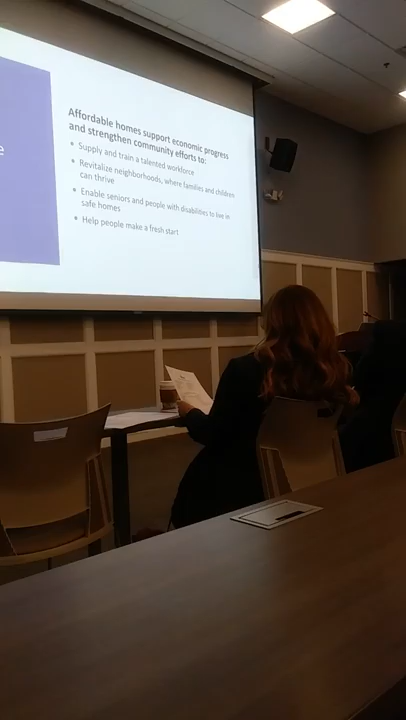 e
Affordable homes support economic progress
and strengthen community efforts to:
• Supply and train a talented workforce
• Revitalize neighborhoods, where families and children
can thrive
• Enable seniors and people with disabilities to live in
safe homes
• Help people make a fresh start